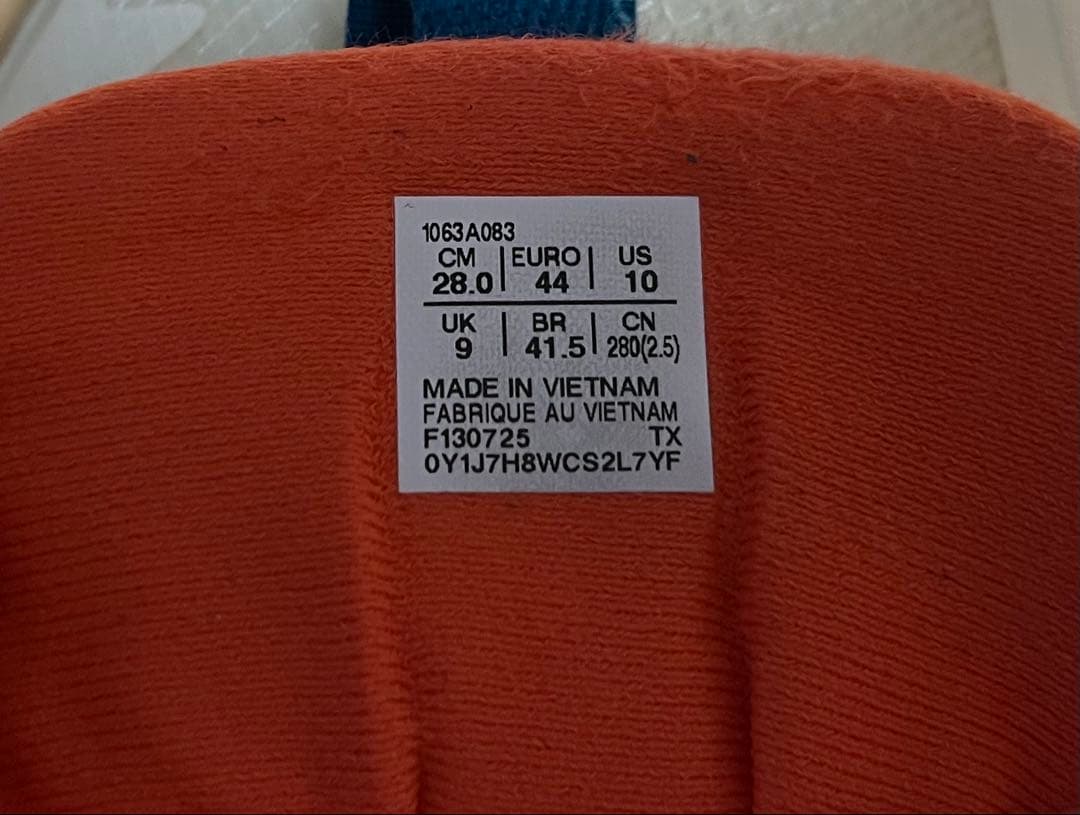 1063A083
CM | EURO | US
28.0 | 44 | 10
UK | BR | CN
9 | 41.5 | 280(2.5)
MADE IN VIETNAM
FABRIQUE AU VIETNAM
F130725 TX
0Y1J7H8WCS2L7YF